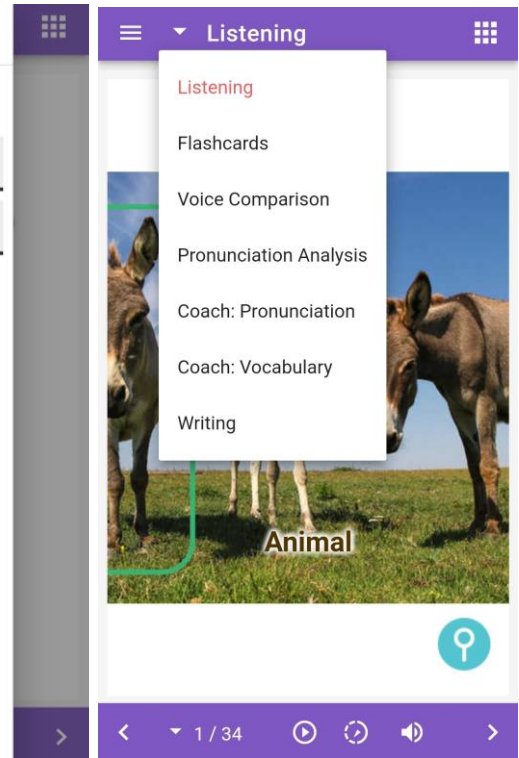 Listening
Listening
Flashcards
Voice Comparison
Pronunciation Analysis
Coach: Pronunciation
Coach: Vocabulary
Writing
Animal
1 / 34